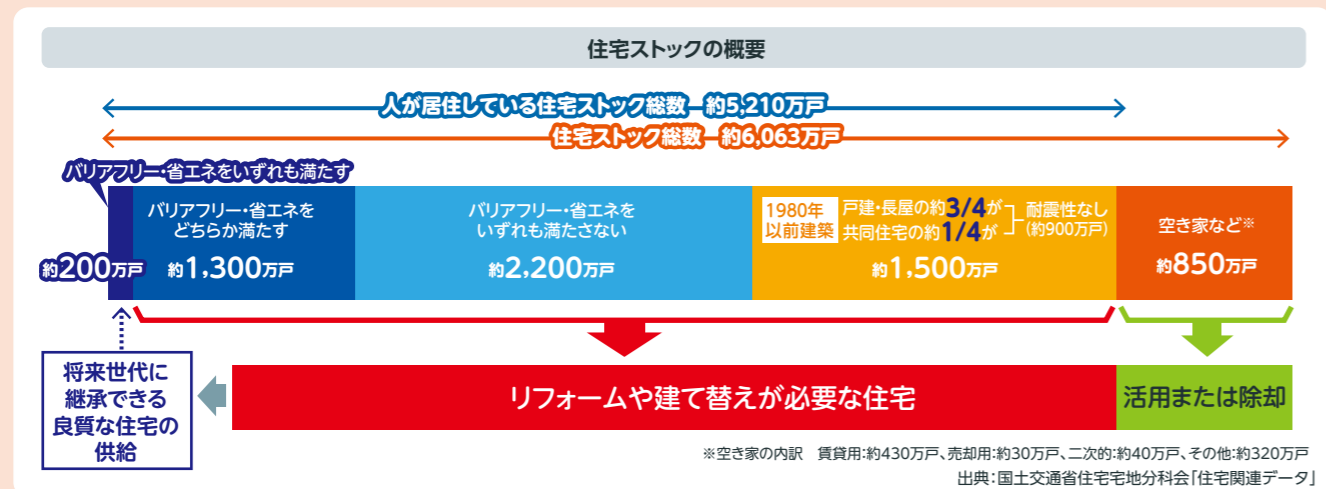 住宅ストックの概要
人が居住している住宅ストック総数 約5,210万戸
住宅ストック総数 約6,063万戸
バリアフリー・省エネをいずれも満たす
約200万戸
バリアフリー・省エネを
どちらか満たす
約1,300万戸
バリアフリー・省エネを
いずれも満たさない
約2,200万戸
1980年
以前建築
戸建・長屋の約3/4が
共同住宅の約1/4が
耐震性なし
(約900万戸)
約1,500万戸
空き家など※
約850万戸
将来世代に
継承できる
良質な住宅の
供給
リフォームや建て替えが必要な住宅
活用または除却
※空き家の内訳 賃貸用:約430万戸、売却用:約30万戸、二次的:約40万戸、その他:約320万戸
出典:国土交通省住宅宅地分科会「住宅関連データ」